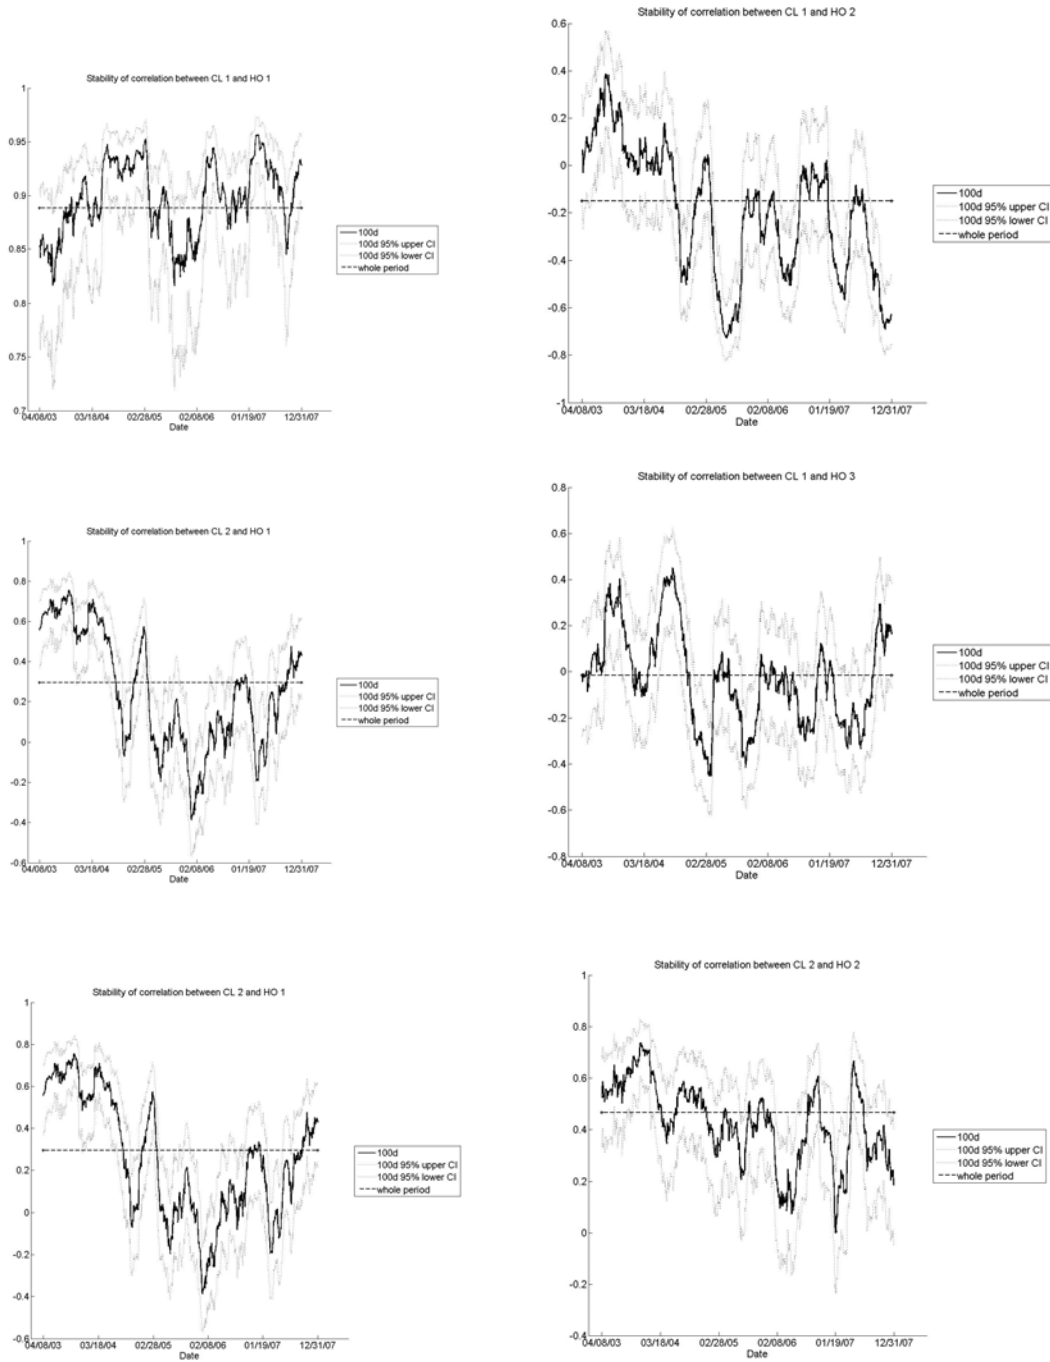 Stability of correlation between CL 1 and HO 1
1
0.95
0.9
0.85
0.8
0.75
0.7
04/08/03 03/18/04 02/28/05 02/08/06 01/19/07 12/31/07
Date
100d
100d 95% upper CI
100d 95% lower CI
whole period
Stability of correlation between CL 1 and HO 2
0.6
0.4
0.2
0
-0.2
-0.4
-0.6
-0.8
-1
04/08/03 03/18/04 02/28/05 02/08/06 01/19/07 12/31/07
Date
100d
100d 95% upper CI
100d 95% lower CI
whole period
Stability of correlation between CL 2 and HO 1
1
0.8
0.6
0.4
0.2
0
-0.2
-0.4
-0.6
04/08/03 03/18/04 02/28/05 02/08/06 01/19/07 12/31/07
Date
100d
100d 95% upper CI
100d 95% lower CI
whole period
Stability of correlation between CL 1 and HO 3
0.8
0.6
0.4
0.2
0
-0.2
-0.4
-0.6
-0.8
04/08/03 03/18/04 02/28/05 02/08/06 01/19/07 12/31/07
Date
100d
100d 95% upper CI
100d 95% lower CI
whole period
Stability of correlation between CL 2 and HO 1
1
0.8
0.6
0.4
0.2
0
-0.2
-0.4
-0.6
04/08/03 03/18/04 02/28/05 02/08/06 01/19/07 12/31/07
Date
100d
100d 95% upper CI
100d 95% lower CI
whole period
Stability of correlation between CL 2 and HO 2
1
0.8
0.6
0.4
0.2
0
-0.2
-0.4
04/08/03 03/18/04 02/28/05 02/08/06 01/19/07 12/31/07
Date
100d
100d 95% upper CI
100d 95% lower CI
whole period